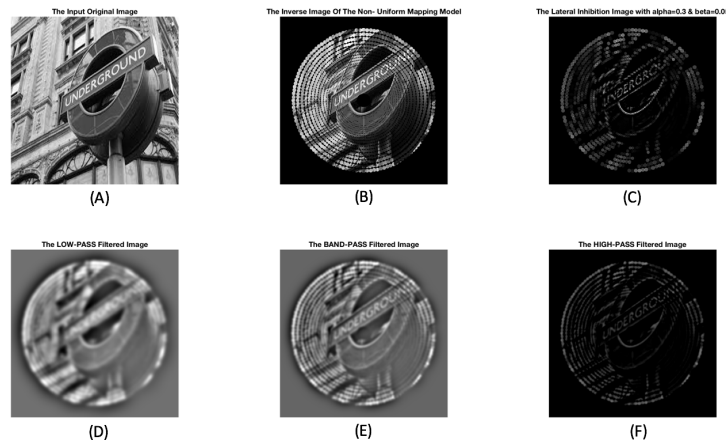 The Input Original Image
The Inverse Image Of The Non- Uniform Mapping Model
The Lateral Inhibition Image with alpha=0.3 & beta=0.0
UNDERGROUND
UNDERGROUND
UNDERGROUND
(A)
(B)
(C)
The LOW-PASS Filtered Image
The BAND-PASS Filtered Image
The HIGH-PASS Filtered Image
UNDERGROUND
UNDERGROUND
(D)
(E)
(F)